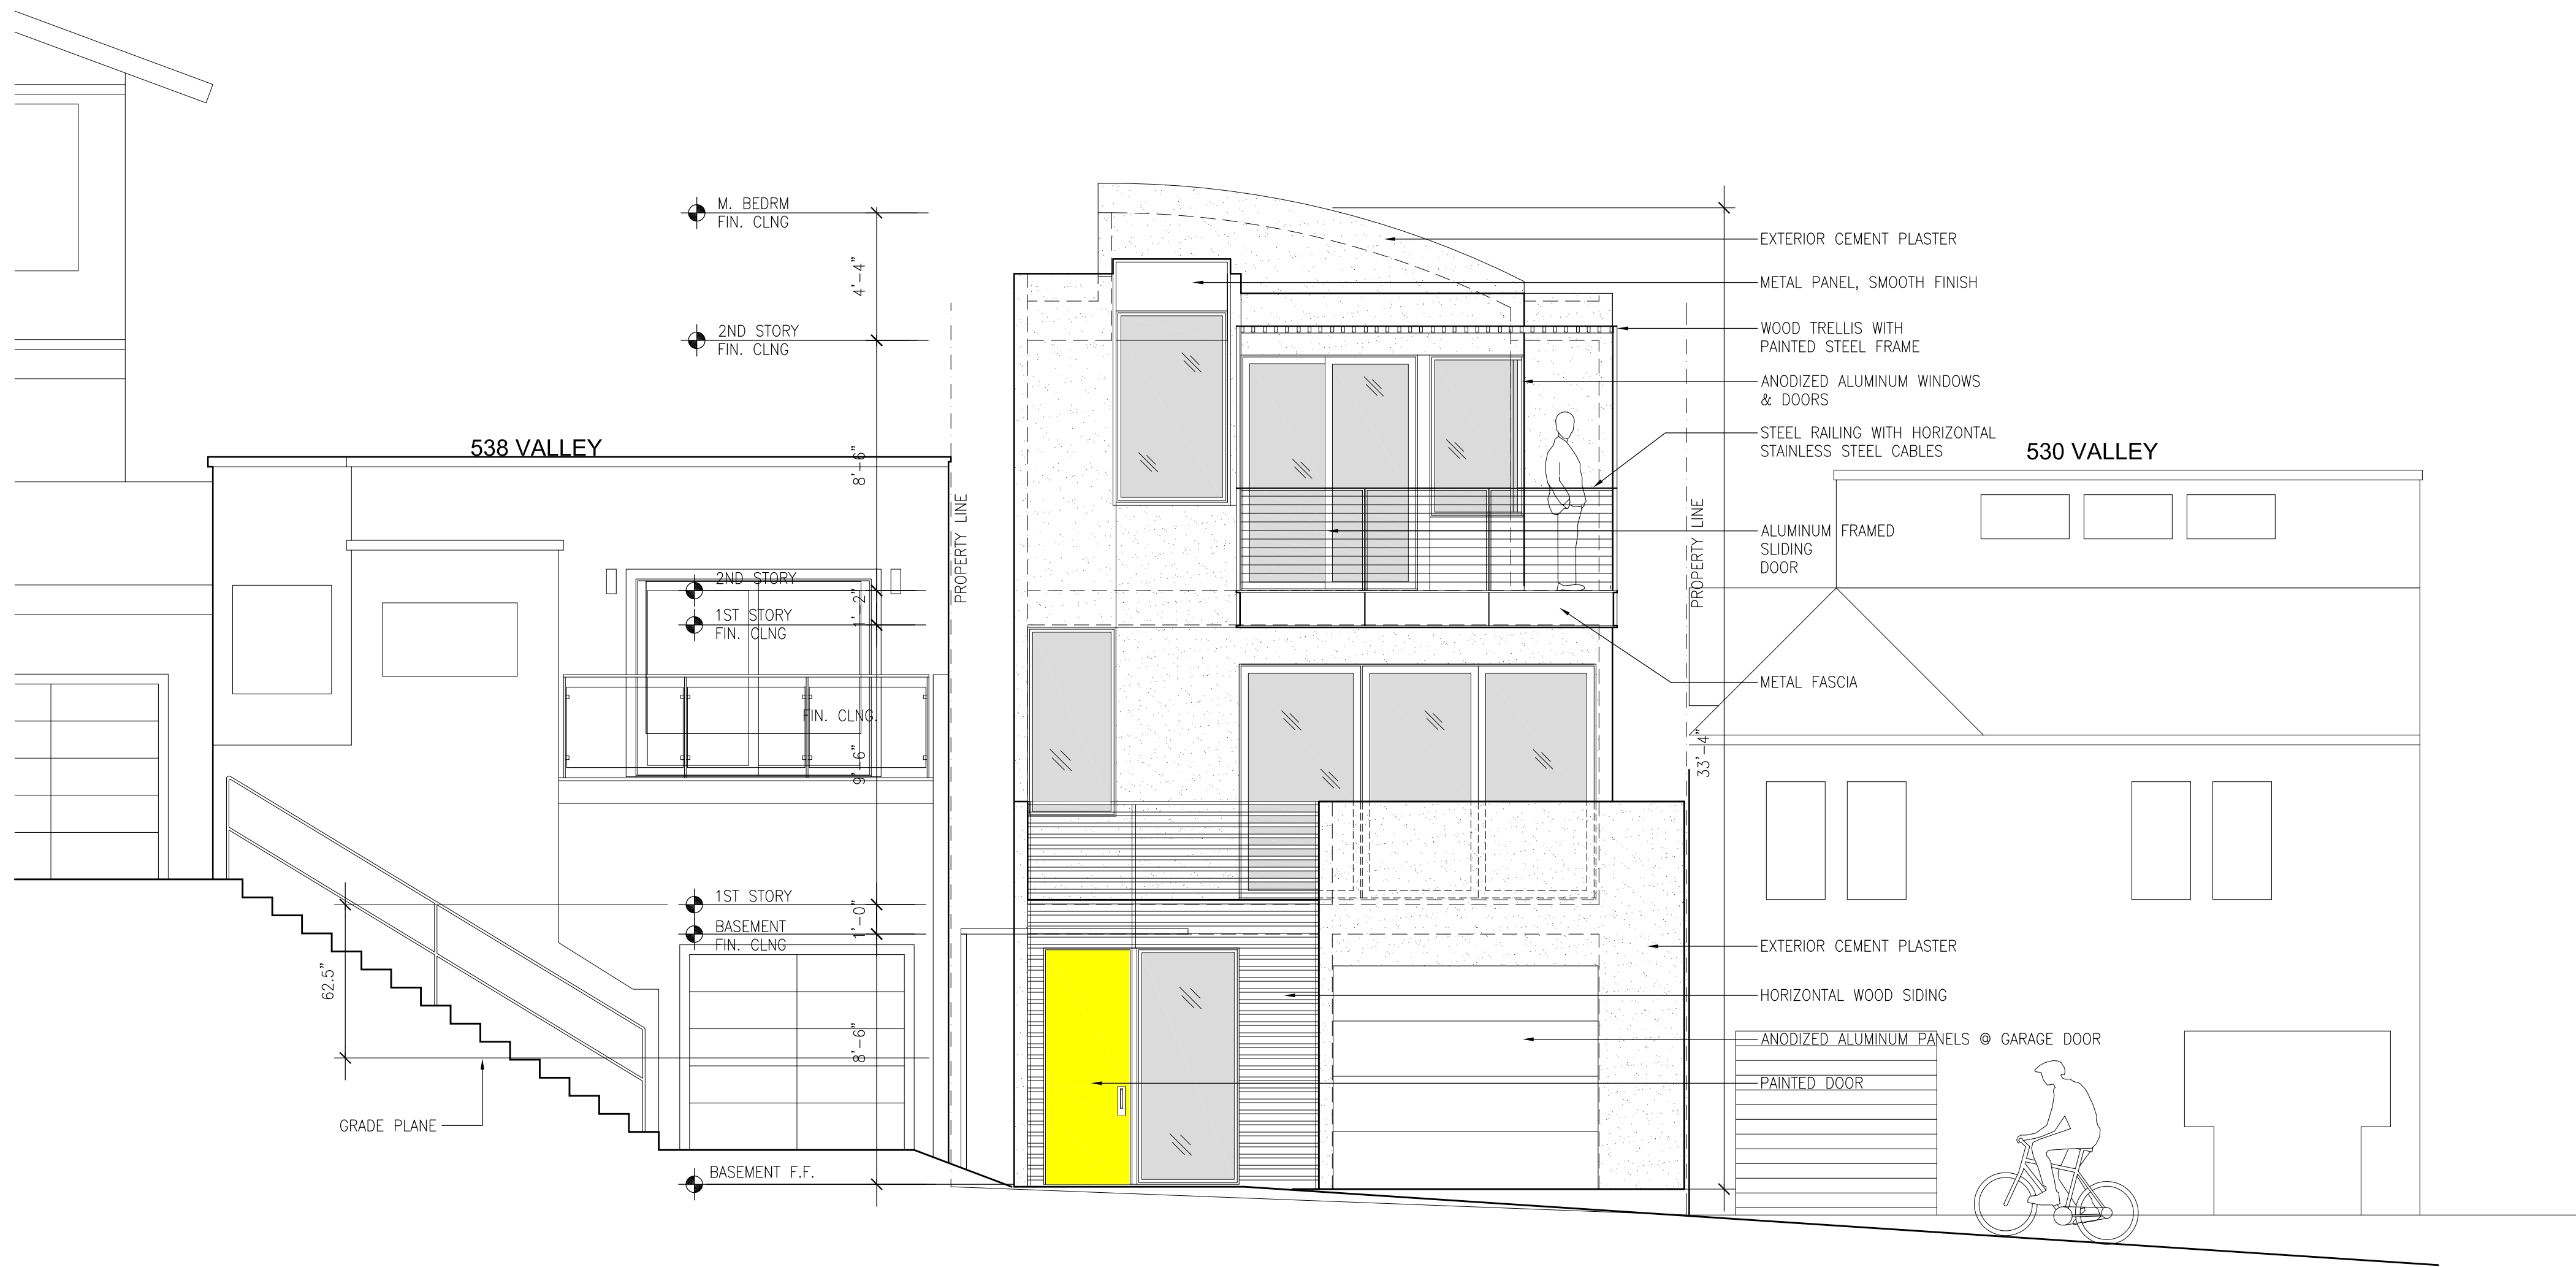 M. BEDRM
FIN. CLNG
4'-4"
2ND STORY
FIN. CLNG
8'-6"
538 VALLEY
2ND STORY
1'-2"
1ST STORY
FIN. CLNG
FIN. CLNG.
9'-6"
1ST STORY
1'-0"
BASEMENT
FIN. CLNG
62.5"
8'-6"
GRADE PLANE
BASEMENT F.F.
PROPERTY LINE
EXTERIOR CEMENT PLASTER
METAL PANEL, SMOOTH FINISH
WOOD TRELLIS WITH
PAINTED STEEL FRAME
ANODIZED ALUMINUM WINDOWS
& DOORS
STEEL RAILING WITH HORIZONTAL
STAINLESS STEEL CABLES
530 VALLEY
PROPERTY LINE
ALUMINUM FRAMED
SLIDING
DOOR
METAL FASCIA
33'-4"
EXTERIOR CEMENT PLASTER
HORIZONTAL WOOD SIDING
ANODIZED ALUMINUM PANELS @ GARAGE DOOR
PAINTED DOOR